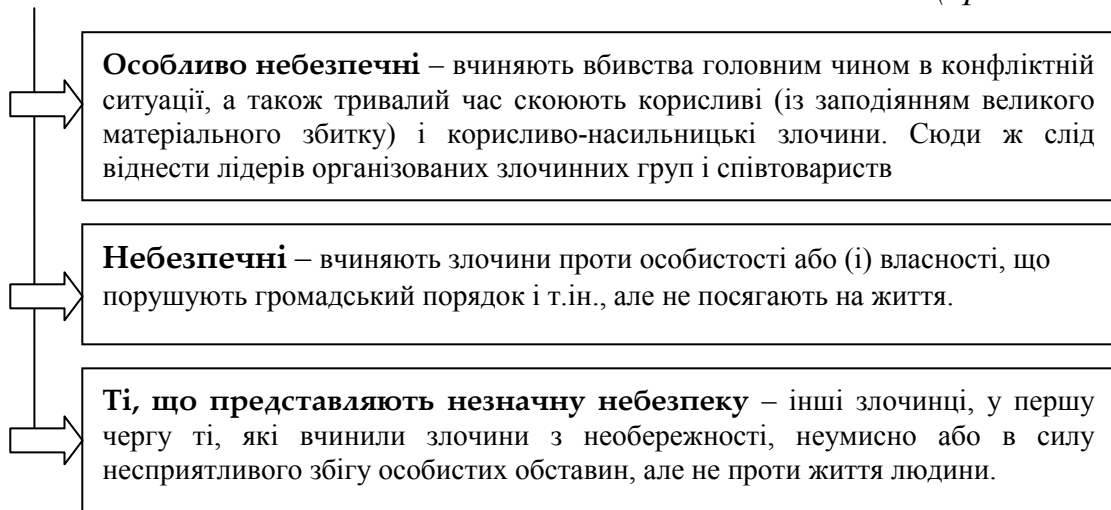 Особливо небезпечні – вчиняють вбивства головним чином в конфліктній
ситуації, а також тривалий час скоюють корисливі (із заподіянням великого
матеріального збитку) і корисливо-насильницькі злочини. Сюди ж слід
віднести лідерів організованих злочинних груп і співтовариств
Небезпечні – вчиняють злочини проти особистості або (і) власності, що
порушують громадський порядок і т.ін., але не посягають на життя.
Ті, що представляють незначну небезпеку – інші злочинці, у першу
чергу ті, які вчинили злочини з необережності, неумисно або в силу
несприятливого збігу особистих обставин, але не проти життя людини.